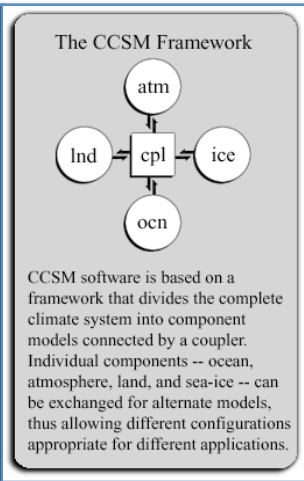 The CCSM Framework
atm
lnd
cpl
ice
ocn
CCSM software is based on a
framework that divides the complete
climate system into component
models connected by a coupler.
Individual components -- ocean,
atmosphere, land, and sea-ice -- can
be exchanged for alternate models,
thus allowing different configurations
appropriate for different applications.